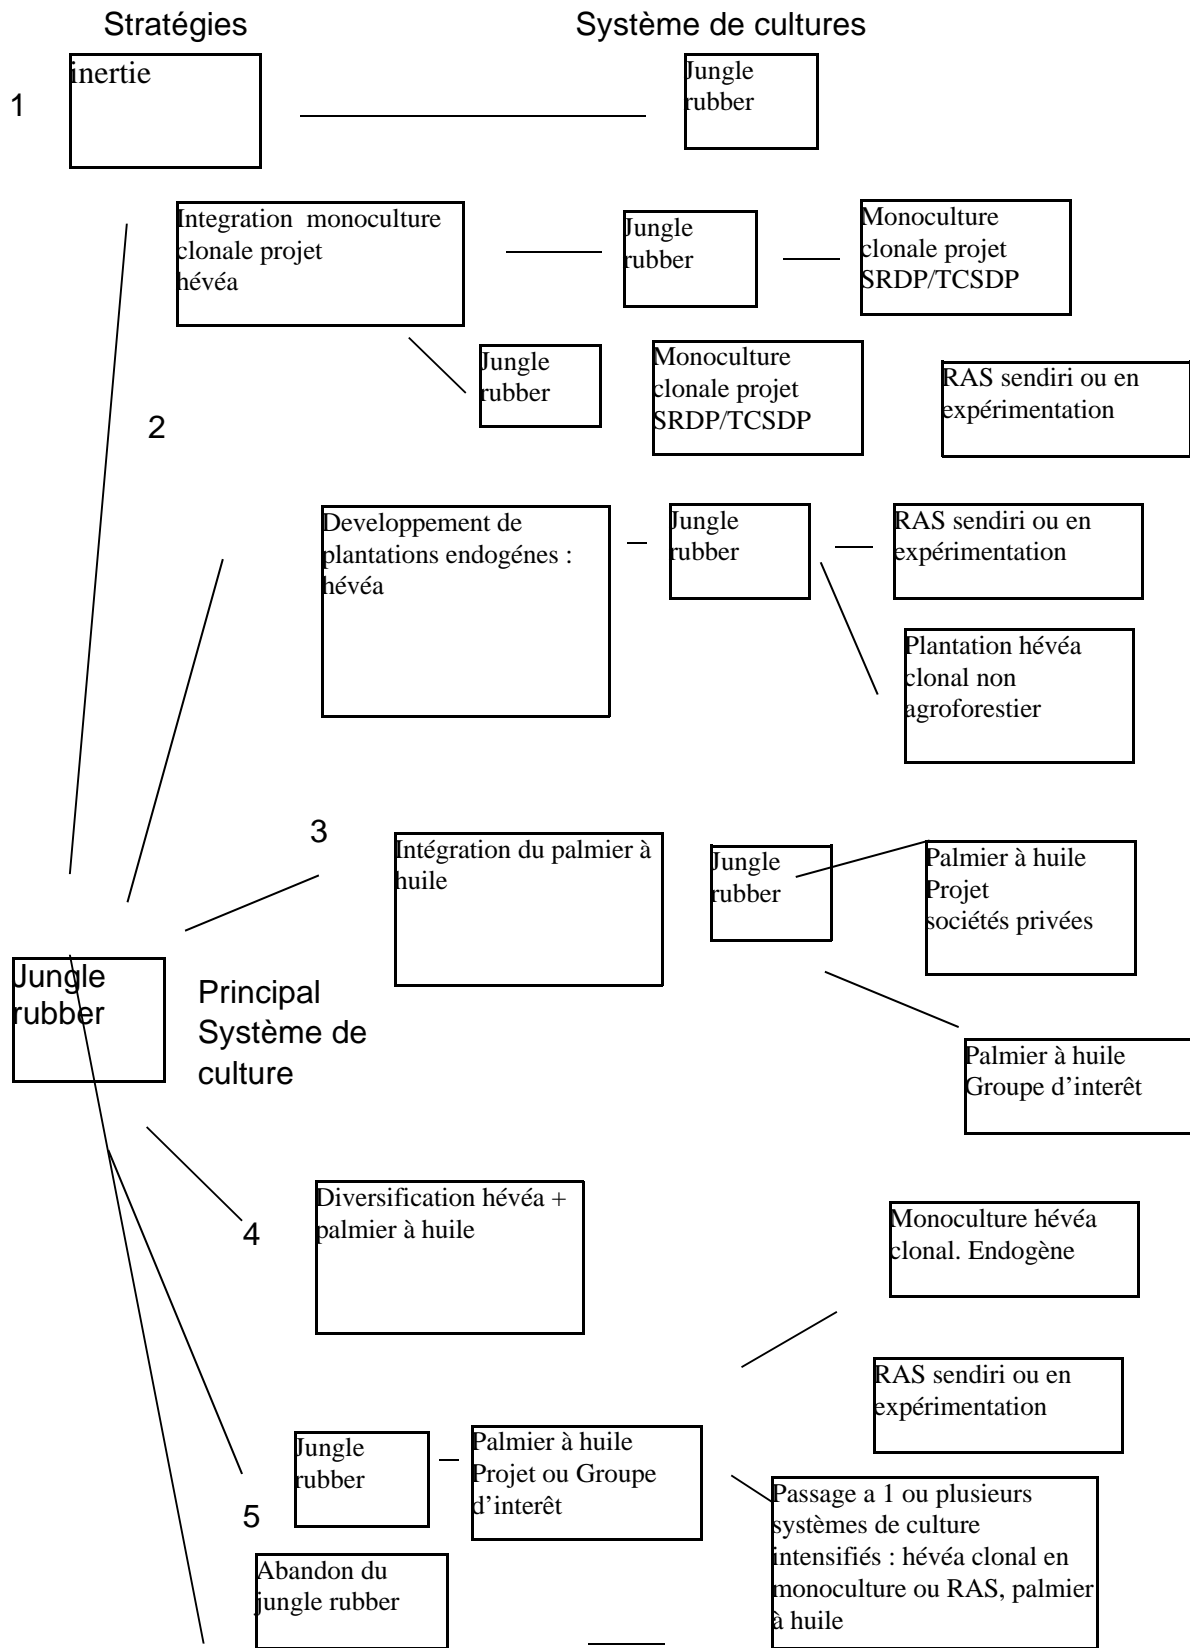 Stratégies
Système de cultures
1
inertie
Jungle
rubber
Integration monoculture
clonale projet
hévéa
Jungle
rubber
Monoculture
clonale projet
SRDP/TCSDP
Jungle
rubber
Monoculture
clonale projet
SRDP/TCSDP
RAS sendiri ou en
expérimentation
2
Developpement de
plantations endogénes :
hévéa
Jungle
rubber
RAS sendiri ou en
expérimentation
Plantation hévéa
clonal non
agroforestier
3
Intégration du palmier à
huile
Jungle
rubber
Palmier à huile
Projet
sociétés privées
Jungle
rubber
Principal
Système de
culture
Palmier à huile
Groupe d'interêt
4
Diversification hévéa +
palmier à huile
Monoculture hévéa
clonal. Endogène
RAS sendiri ou en
expérimentation
Jungle
rubber
Palmier à huile
Projet ou Groupe
d'interêt
5
Abandon du
jungle rubber
Passage a 1 ou plusieurs
systèmes de culture
intensifiés : hévéa clonal en
monoculture ou RAS, palmier
à huile